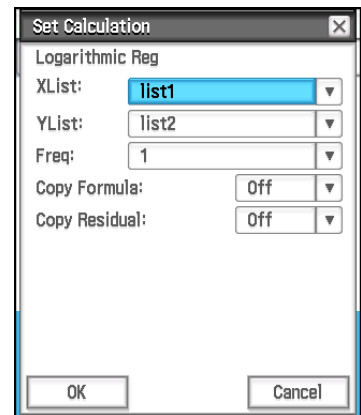 Set Calculation
Logarithmic Reg
XList: list1
YList: list2
Freq: 1
Copy Formula: Off
Copy Residual: Off
OK Cancel